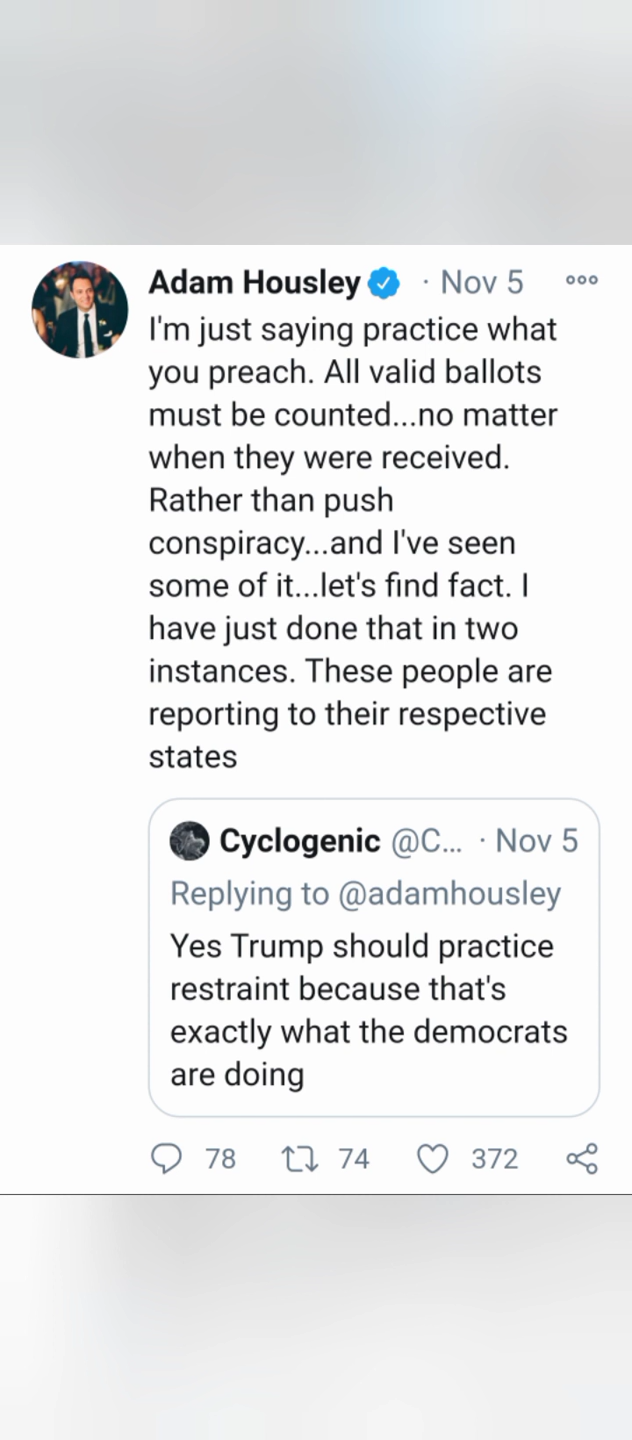 Adam Housley · Nov 5
I'm just saying practice what
you preach. All valid ballots
must be counted...no matter
when they were received.
Rather than push
conspiracy...and I've seen
some of it...let's find fact. I
have just done that in two
instances. These people are
reporting to their respective
states
Cyclogenic @C... · Nov 5
Replying to @adamhousley
Yes Trump should practice
restraint because that's
exactly what the democrats
are doing
78 74 372